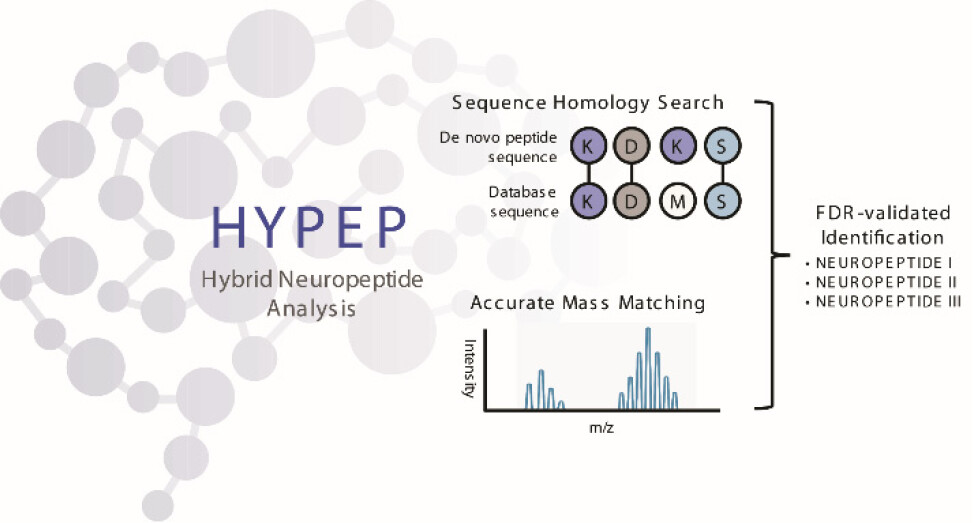 HYPEP
Hybrid Neuropeptide
Analysis
Sequence Homology Search
De novo peptide
sequence
K D K S
Database
sequence
K D M S
Accurate Mass Matching
Intensity
m/z
FDR-validated
Identification
• NEUROPEPTIDE I
• NEUROPEPTIDE II
• NEUROPEPTIDE III